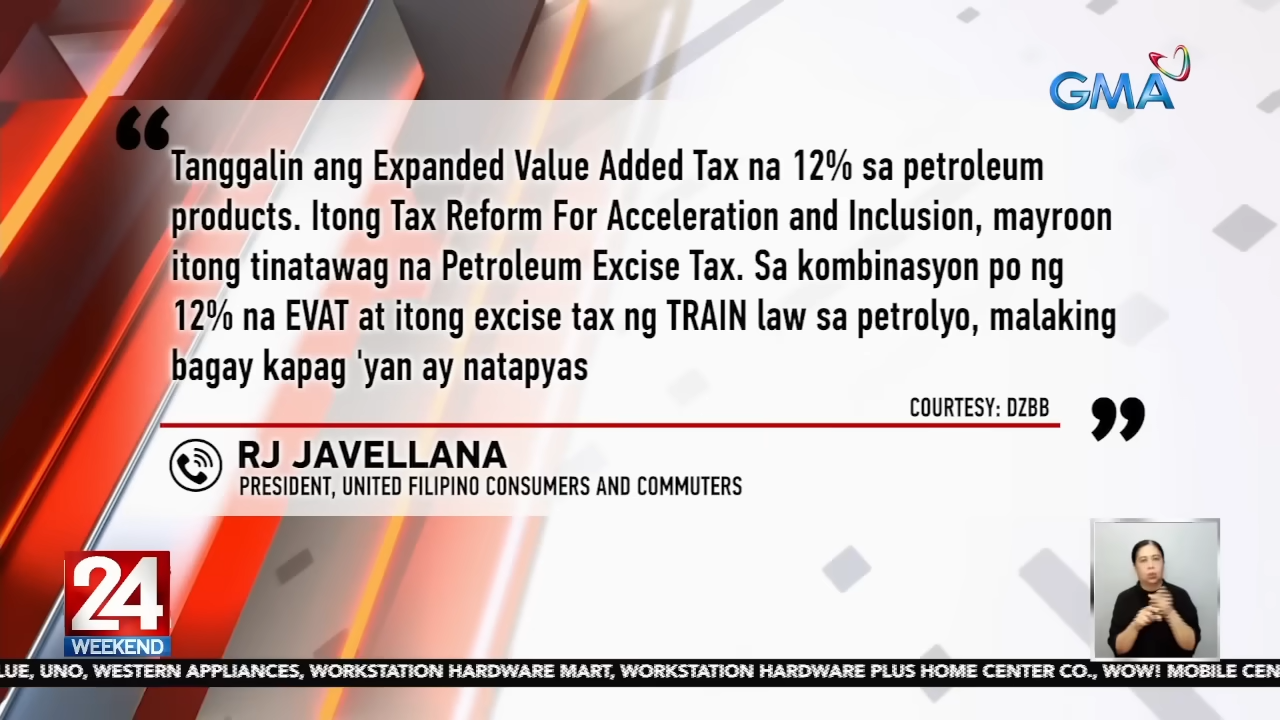 GMA
“
Tanggalin ang Expanded Value Added Tax na 12% sa petroleum
products. Itong Tax Reform For Acceleration and Inclusion, mayroon
itong tinatawag na Petroleum Excise Tax. Sa kombinasyon po ng
12% na EVAT at itong excise tax ng TRAIN law sa petrolyo, malaking
bagay kapag 'yan ay natapyas
COURTESY: DZBB
”
RJ JAVELLANA
PRESIDENT, UNITED FILIPINO CONSUMERS AND COMMUTERS
24
WEEKEND
UNO, WESTERN APPLIANCES, WORKSTATION HARDWARE MART, WORKSTATION HARDWARE PLUS HOME CENTER CO., WOW! MOBILE